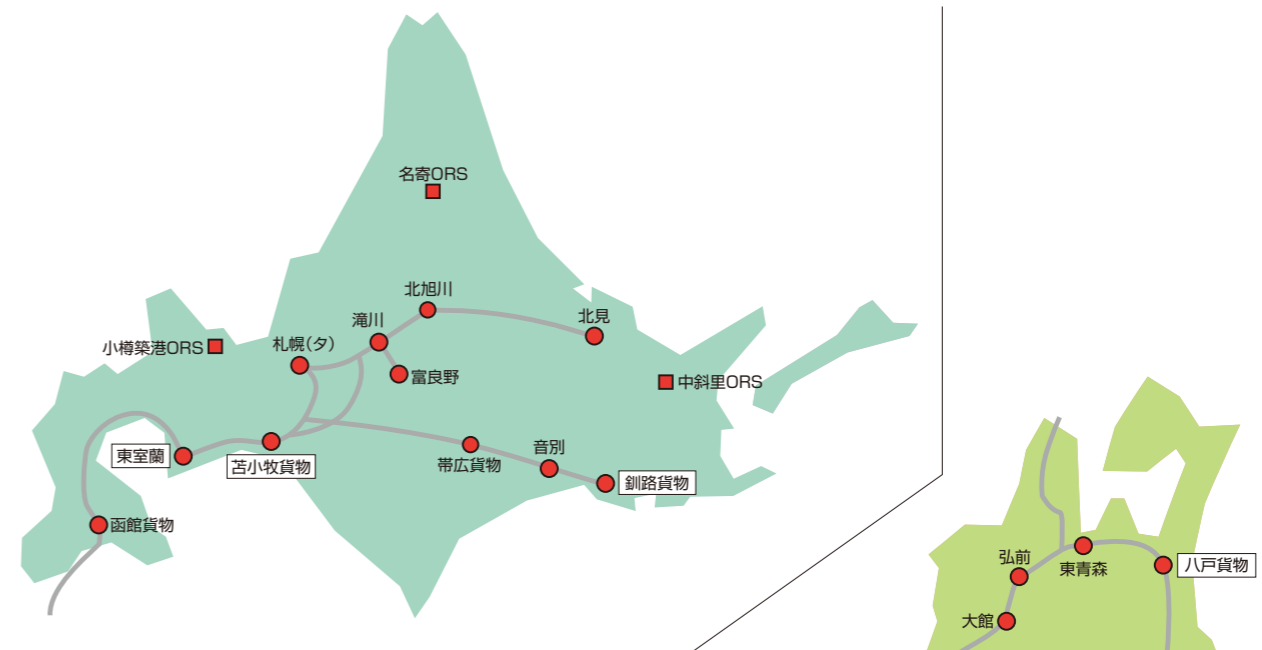 名寄ORS
北旭川
滝川
北見
小樽築港ORS
札幌(タ)
富良野
中斜里ORS
東室蘭
苫小牧貨物
帯広貨物
音別
釧路貨物
函館貨物
弘前
東青森
八戸貨物
大館